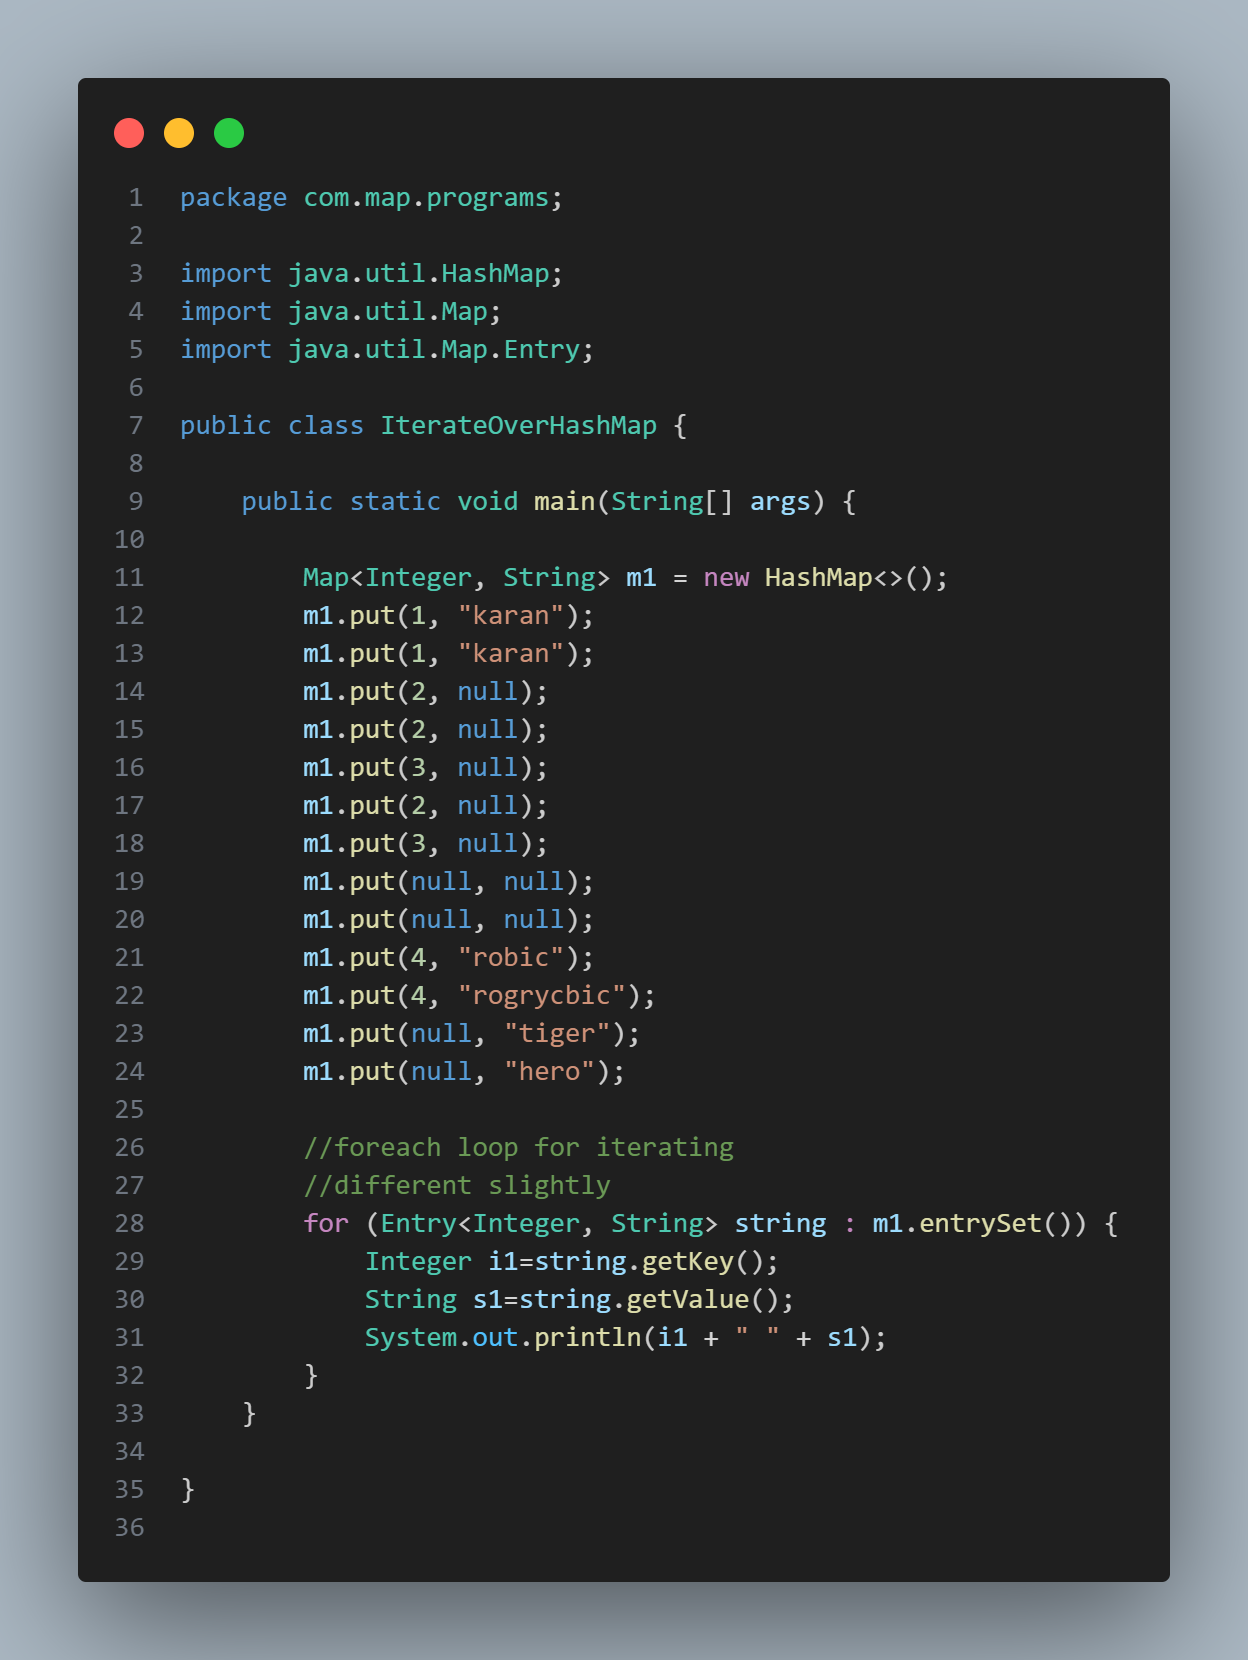 1 package com.map.programs;
2
3 import java.util.HashMap;
4 import java.util.Map;
5 import java.util.Map.Entry;
6
7 public class IterateOverHashMap {
8
9     public static void main(String[] args) {
10
11         Map<Integer, String> m1 = new HashMap<>();
12         m1.put(1, "karan");
13         m1.put(1, "karan");
14         m1.put(2, null);
15         m1.put(2, null);
16         m1.put(3, null);
17         m1.put(2, null);
18         m1.put(3, null);
19         m1.put(null, null);
20         m1.put(null, null);
21         m1.put(4, "robic");
22         m1.put(4, "rogrycbic");
23         m1.put(null, "tiger");
24         m1.put(null, "hero");
25
26         //foreach loop for iterating
27         //different slightly
28         for (Entry<Integer, String> string : m1.entrySet()) {
29             Integer i1=string.getKey();
30             String s1=string.getValue();
31             System.out.println(i1 + " " + s1);
32         }
33     }
34
35 }
36